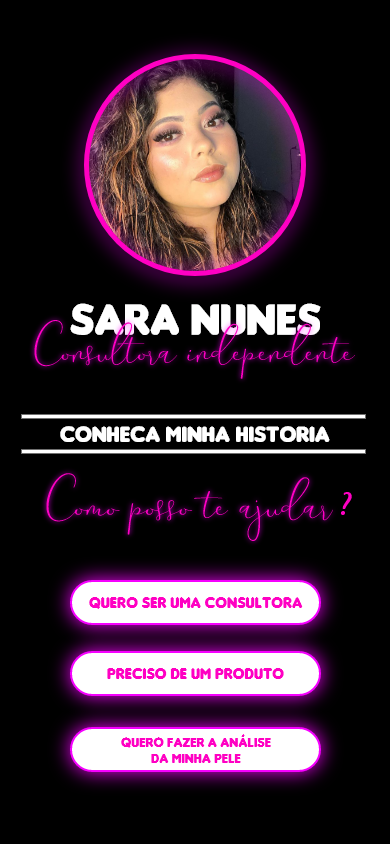 SARA NUNES
Consultora independente
CONHECA MINHA HISTORIA
Como posso te ajudar?
QUERO SER UMA CONSULTORA
PRECISO DE UM PRODUTO
QUERO FAZER A ANÁLISE
DA MINHA PELE